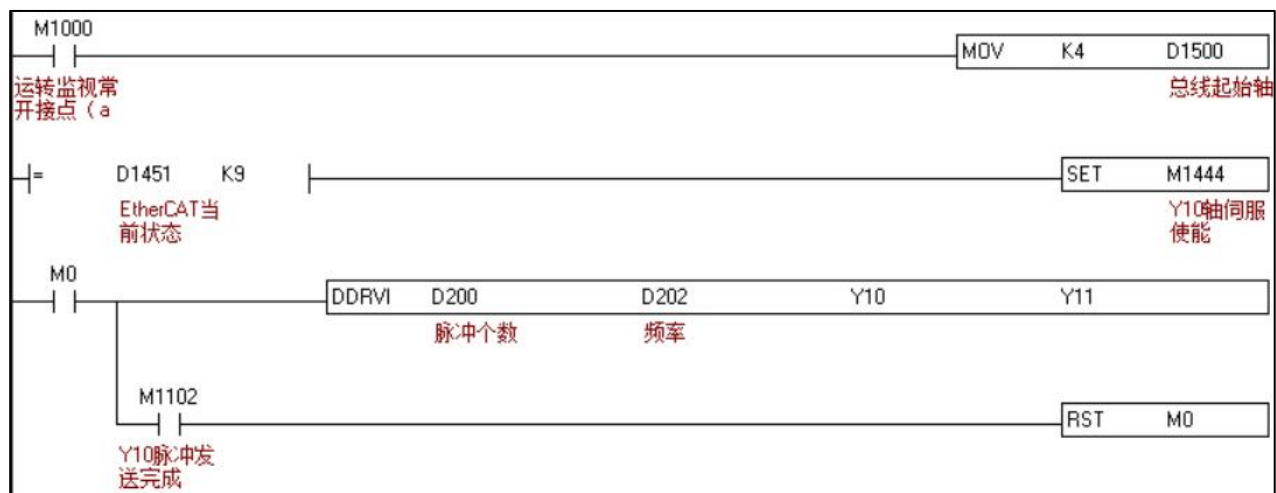 M1000
MOV K4 D1500
运转监视常
开接点（a
总线起始轴
= D1451 K9
SET M1444
EtherCAT当
前状态
Y10轴伺服
使能
M0
DDRVI D200 D202 Y10 Y11
脉冲个数 频率
M1102
RST M0
Y10脉冲发
送完成